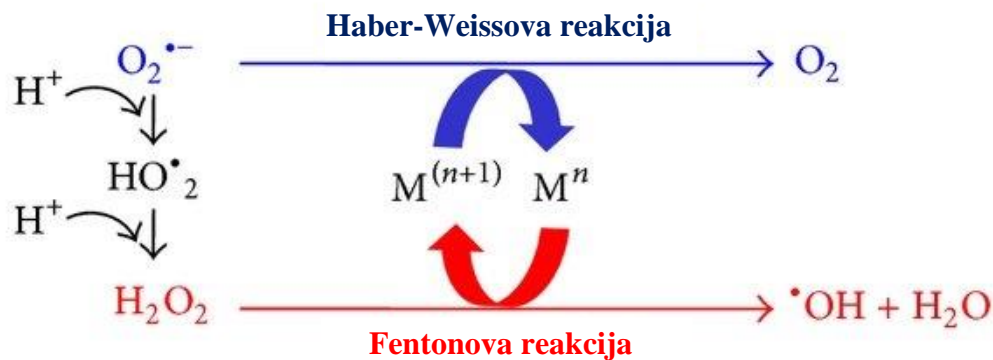 Haber-Weissova reakcija
O₂•⁻ O₂
H⁺
HO•₂ M⁽ⁿ⁺¹⁾ Mⁿ
H⁺
H₂O₂ •OH + H₂O
Fentonova reakcija